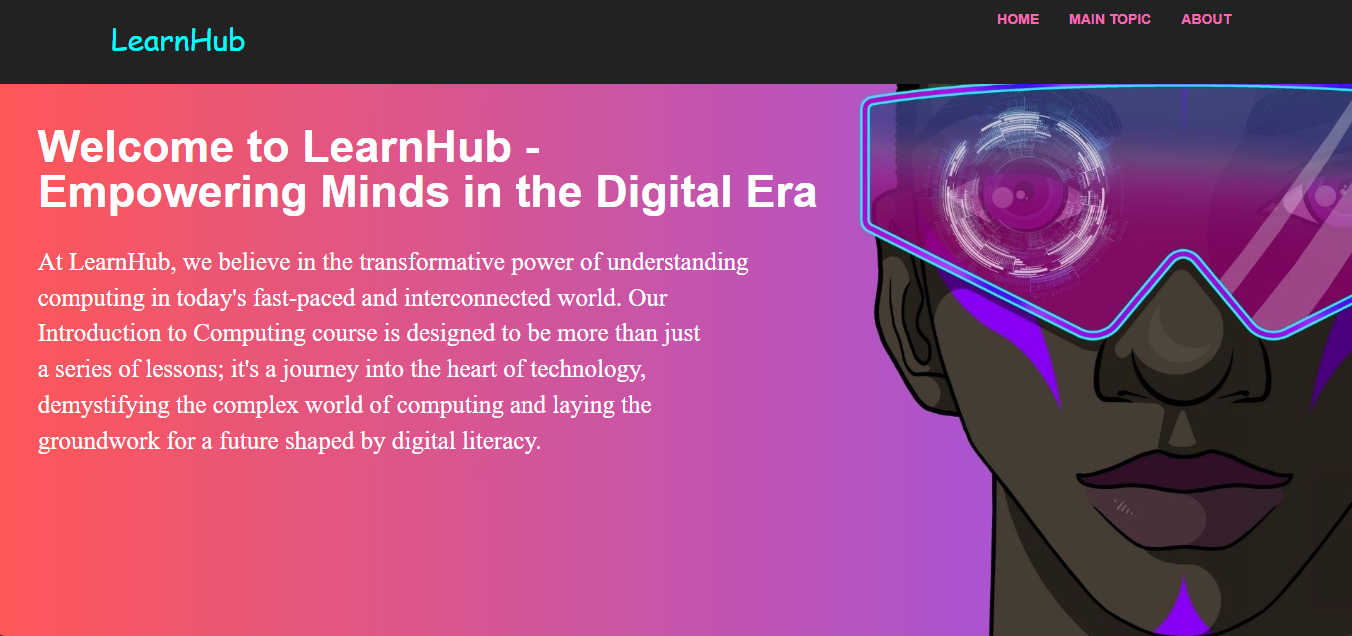 LearnHub
HOME MAIN TOPIC ABOUT
Welcome to LearnHub -
Empowering Minds in the Digital Era
At LearnHub, we believe in the transformative power of understanding
computing in today's fast-paced and interconnected world. Our
Introduction to Computing course is designed to be more than just
a series of lessons; it's a journey into the heart of technology,
demystifying the complex world of computing and laying the
groundwork for a future shaped by digital literacy.